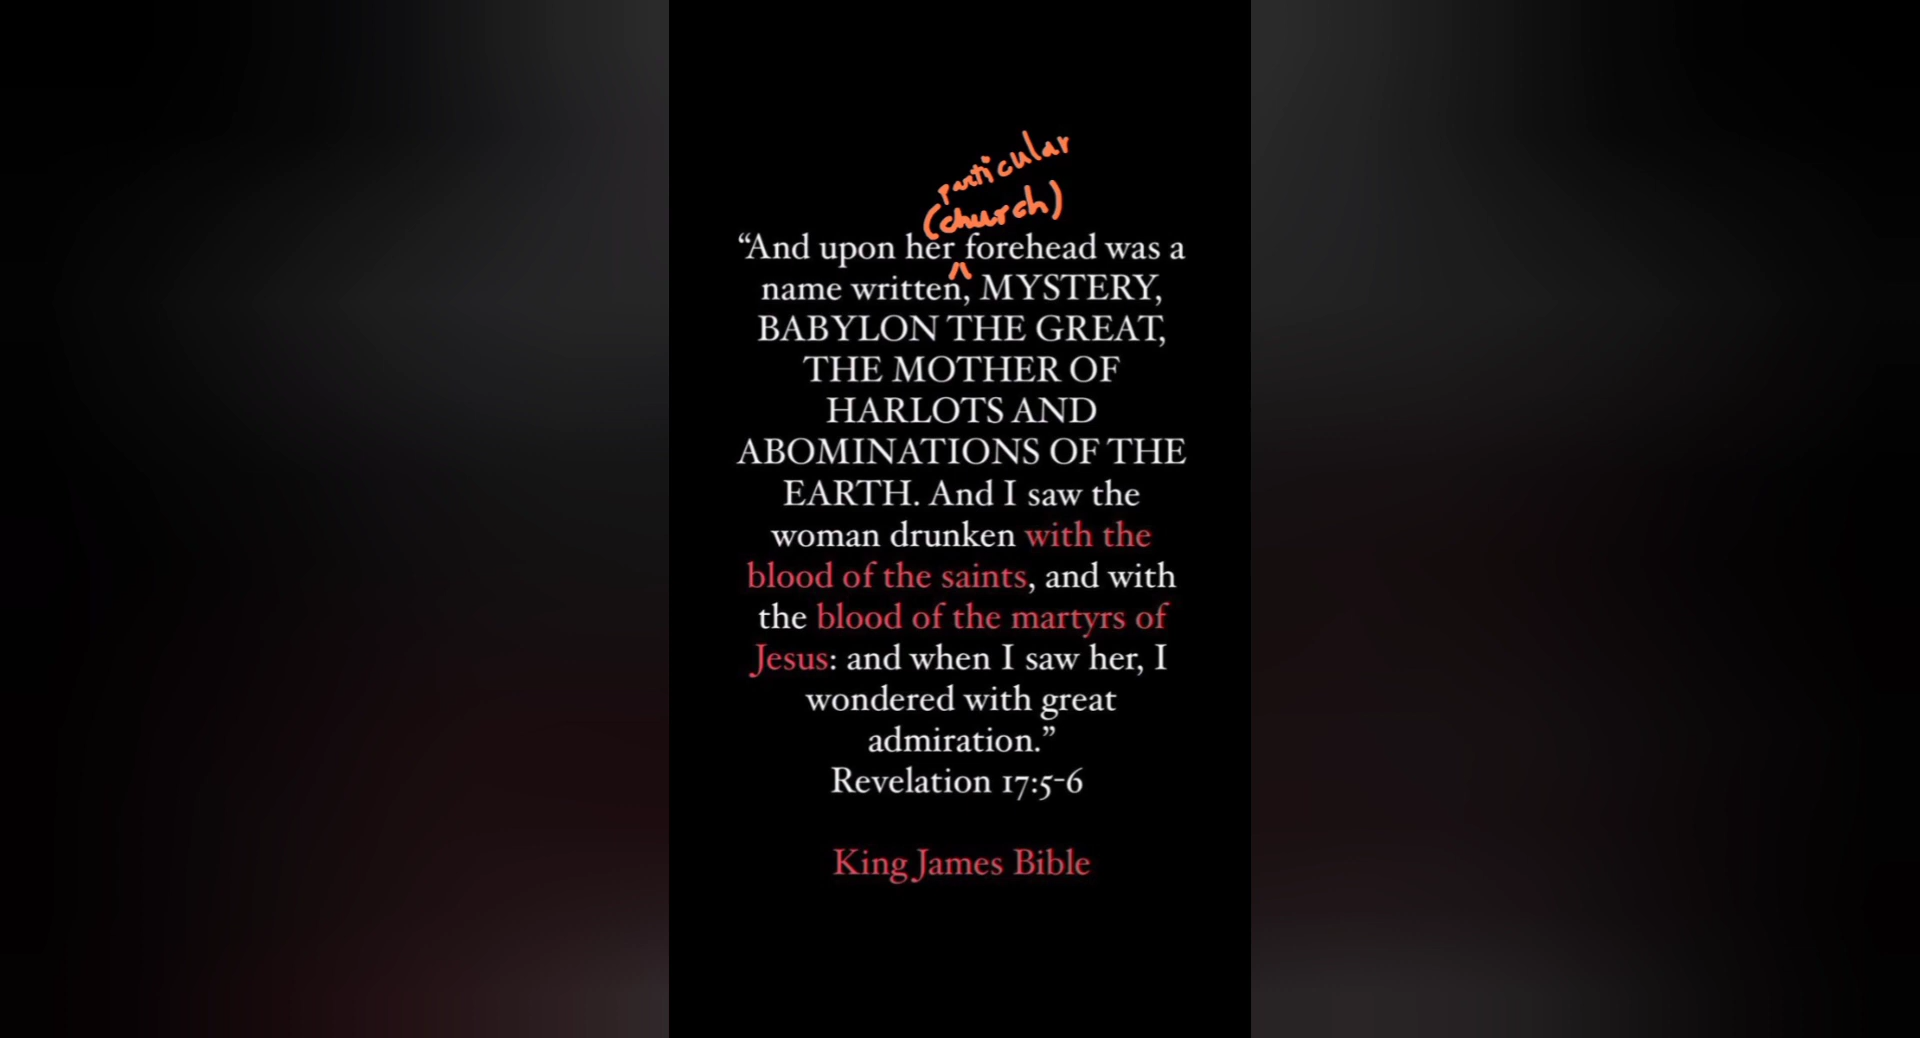 particular
(church)
“And upon her forehead was a
^
name written, MYSTERY,
BABYLON THE GREAT,
THE MOTHER OF
HARLOTS AND
ABOMINATIONS OF THE
EARTH. And I saw the
woman drunken with the
blood of the saints, and with
the blood of the martyrs of
Jesus: and when I saw her, I
wondered with great
admiration.”
Revelation 17:5-6
King James Bible